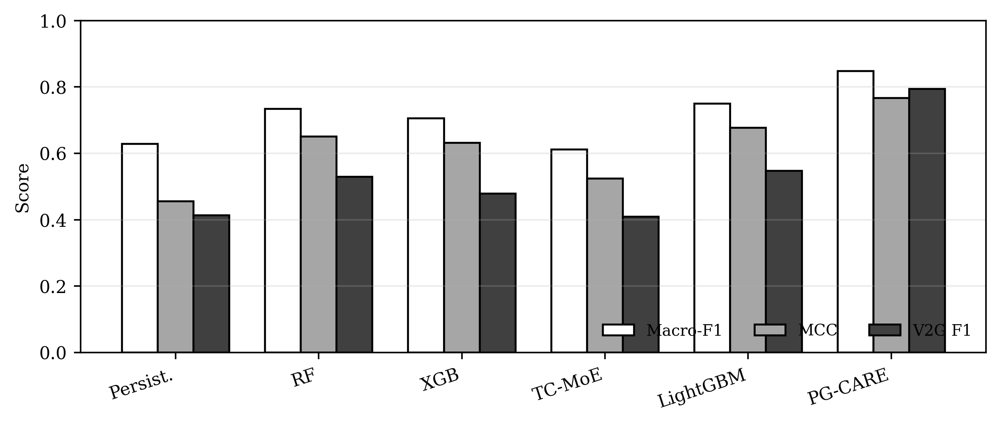 1.0
0.8
0.6
0.4
0.2
0.0
Score
Macro-F1 MCC V2G F1
Persist. RF XGB TC-MoE LightGBM PG-CARE